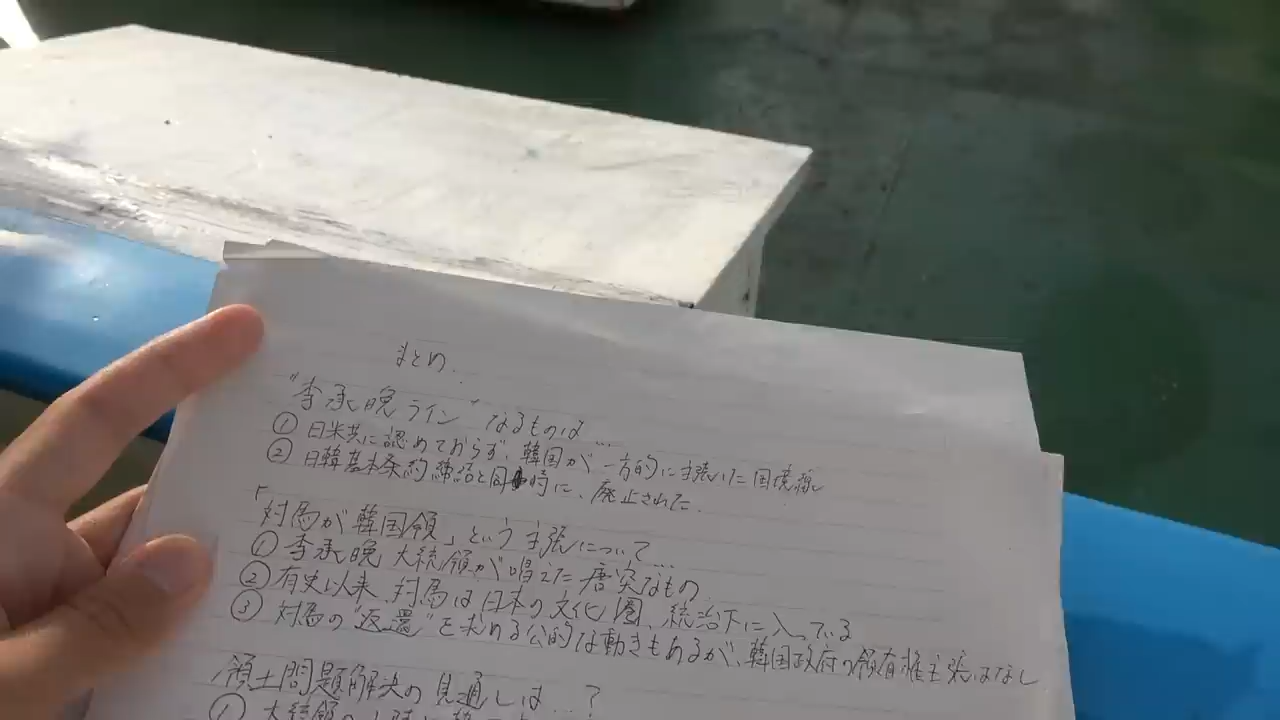 まとめ.
"李承晩ライン"なるものは…
① 日米共に認めておらず、韓国が一方的に主張した国境線
② 日韓基本条約締結と同時に、廃止された.
「対馬が韓国領」という主張について…
① 李承晩大統領が唱えた唐突なもの
② 有史以来、対馬は日本の文化圏、統治下に入っている
③ 対馬の"返還"を求める公的な動きもあるが、韓国政府の領有権主張はなし
領土問題解決の見通しは…?
① 大統領の